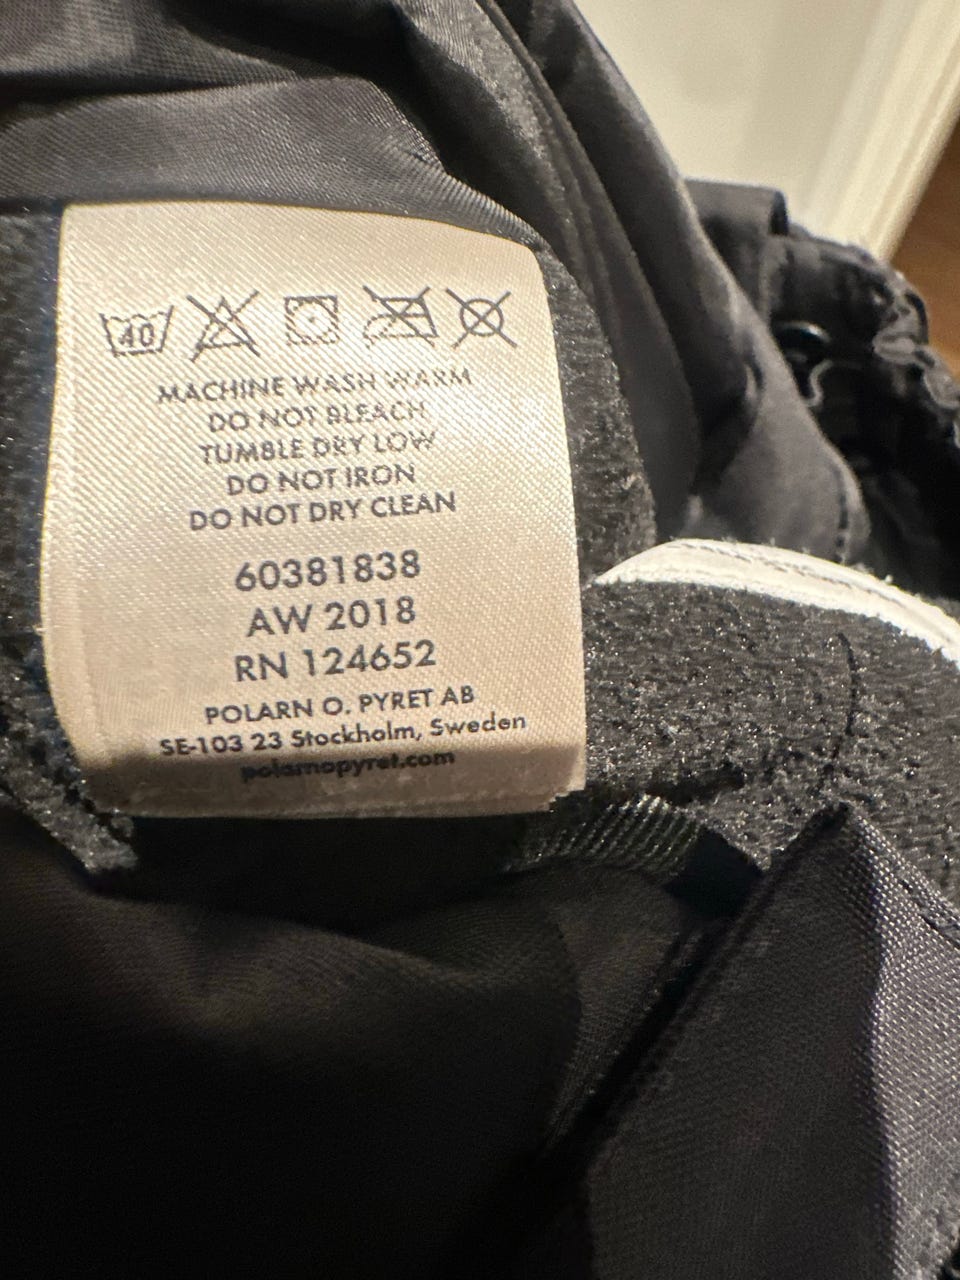 40
MACHINE WASH WARM
DO NOT BLEACH
TUMBLE DRY LOW
DO NOT IRON
DO NOT DRY CLEAN
60381838
AW 2018
RN 124652
POLARN O. PYRET AB
SE-103 23 Stockholm, Sweden
polarnopyret.com